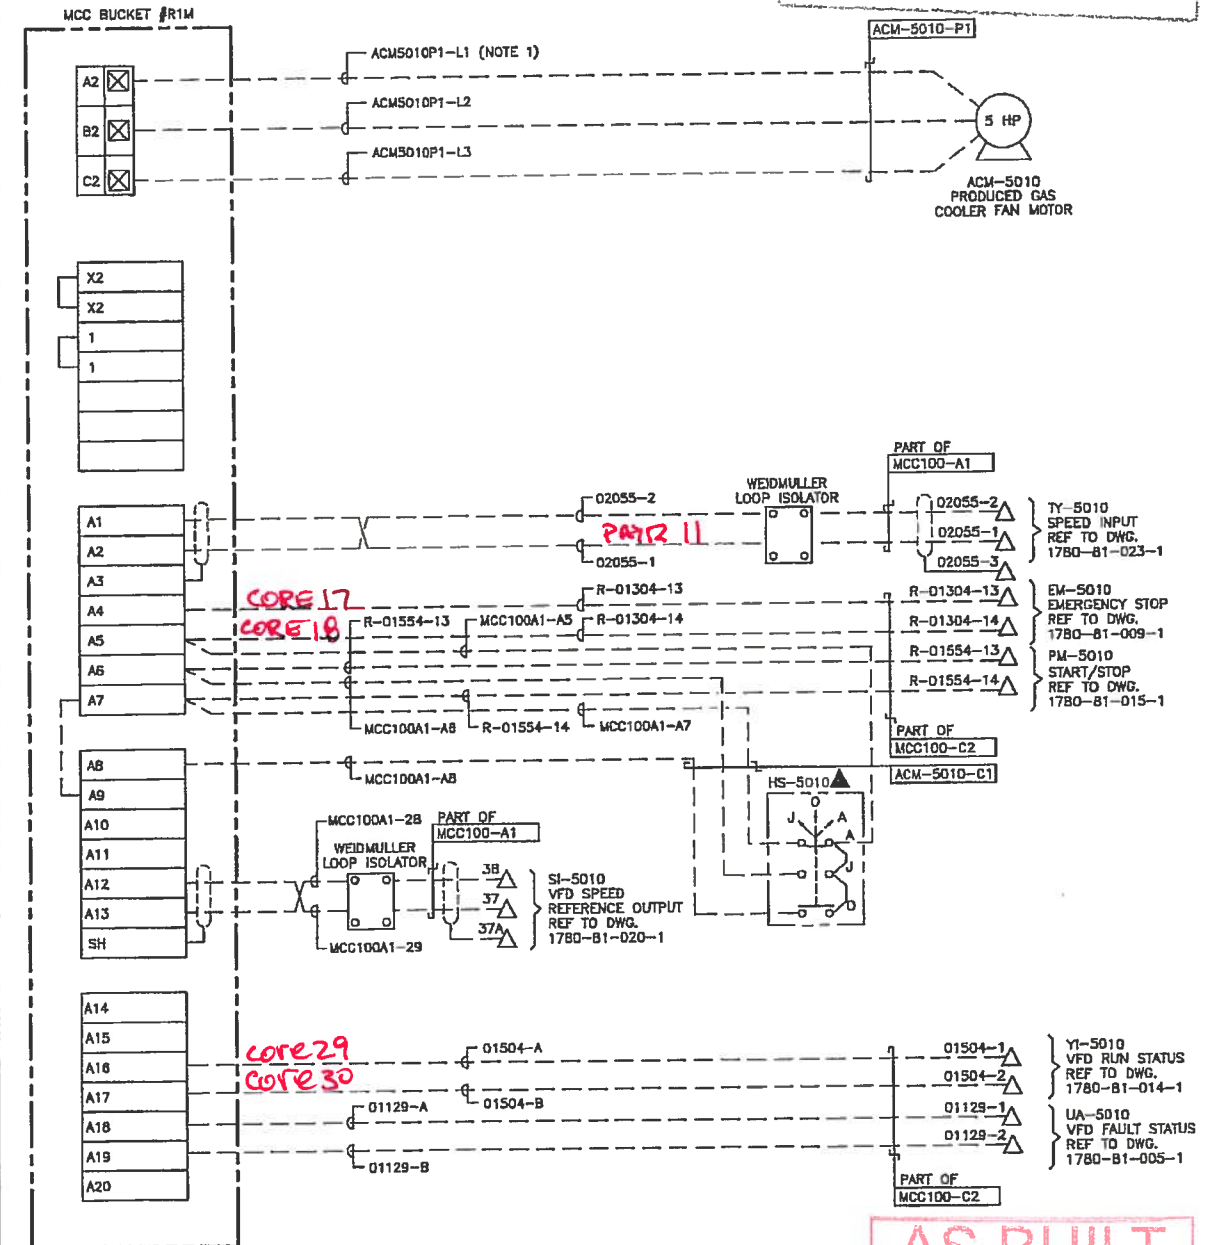 MCC BUCKET #R1M
ACM-5010-P1
A2
ACM5010P1-L1 (NOTE 1)
B2
ACM5010P1-L2
5 HP
C2
ACM5010P1-L3
ACM-5010
PRODUCED GAS
COOLER FAN MOTOR
X2
X2
1
1
PART OF
MCC100-A1
WEIDMULLER
LOOP ISOLATOR
A1
02055-2
02055-2
TY-5010
SPEED INPUT
REF TO DWG.
1780-81-023-1
PAIR 11
A2
02055-1
02055-1
A3
02055-3
A4
CORE 17
R-01304-13
R-01304-13
EM-5010
EMERGENCY STOP
REF TO DWG.
1780-81-009-1
A5
CORE 18
R-01554-13
MCC100A1-A5
R-01304-14
R-01304-14
A6
R-01554-13
PM-5010
START/STOP
REF TO DWG.
1780-81-015-1
A7
R-01554-14
MCC100A1-A6
R-01554-14
MCC100A1-A7
PART OF
MCC100-C2
A8
MCC100A1-A8
ACM-5010-C1
A9
HS-5010
O
J
A
A
J
O
A10
MCC100A1-28
PART OF
MCC100-A1
A11
WEIDMULLER
LOOP ISOLATOR
A12
38
SI-5010
VFD SPEED
REFERENCE OUTPUT
REF TO DWG.
1780-81-020-1
A13
37
SH
37A
MCC100A1-29
A14
A15
A16
core 29
01504-A
01504-1
YI-5010
VFD RUN STATUS
REF TO DWG.
1780-81-014-1
A17
core 30
01504-B
01504-2
A18
01129-A
01129-1
UA-5010
VFD FAULT STATUS
REF TO DWG.
1780-81-005-1
A19
01129-B
01129-2
A20
PART OF
MCC100-C2
AS BUILT